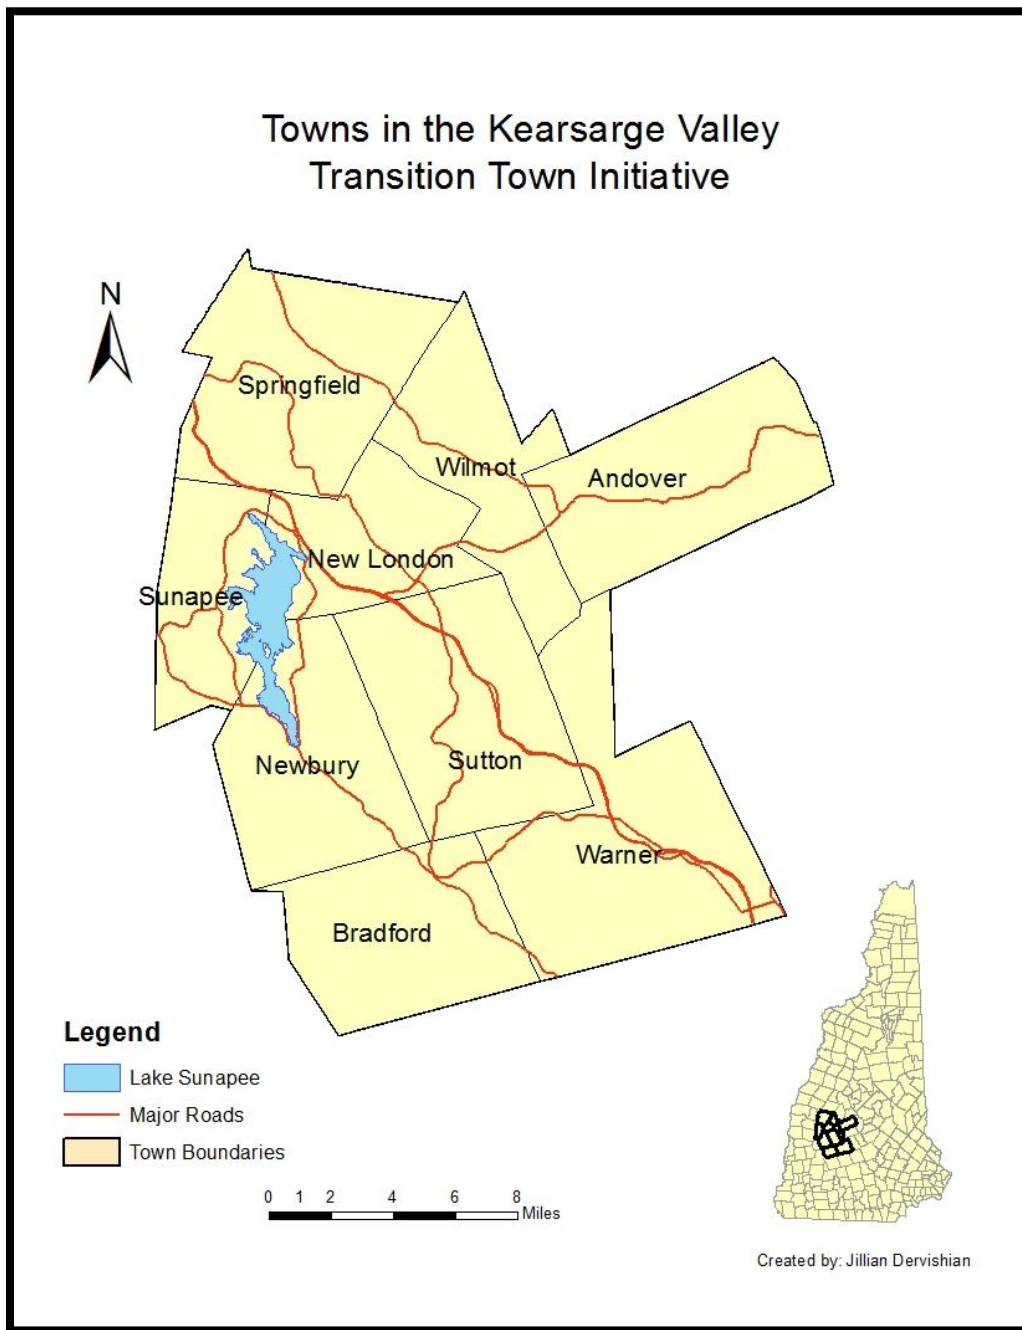 Towns in the Kearsarge Valley
Transition Town Initiative
N
Springfield
Wilmot
Andover
New London
Sunapee
Newbury
Sutton
Warner
Bradford
Legend
Lake Sunapee
Major Roads
Town Boundaries
0 1 2 4 6 8
Miles
Created by: Jillian Dervishian